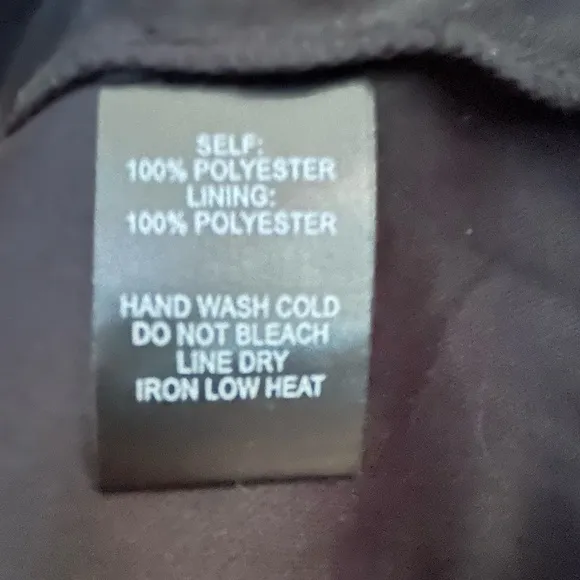 SELF:
100% POLYESTER
LINING:
100% POLYESTER
HAND WASH COLD
DO NOT BLEACH
LINE DRY
IRON LOW HEAT